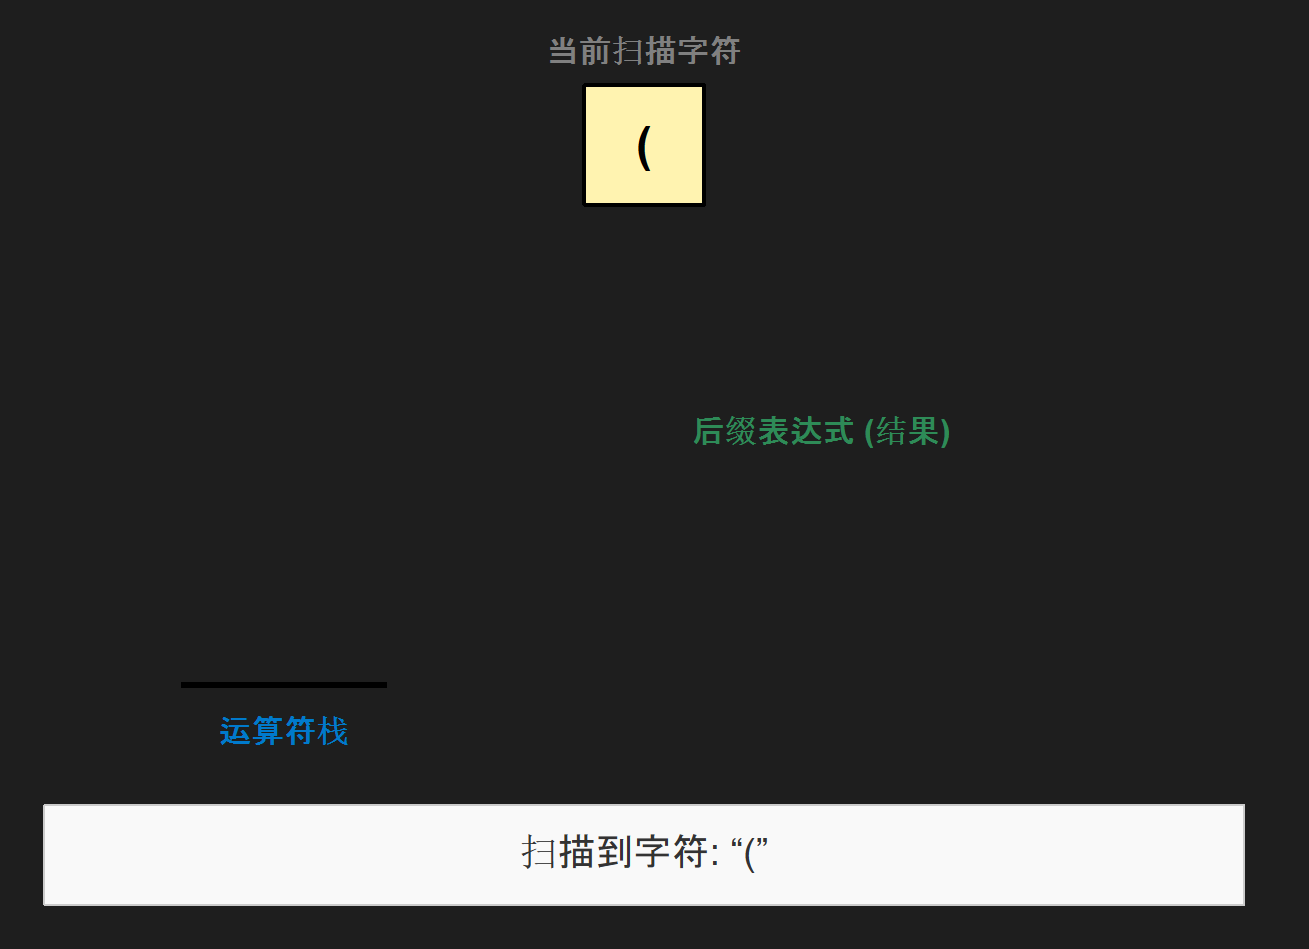 当前扫描字符
(
后缀表达式 (结果)
运算符栈
扫描到字符: “(”